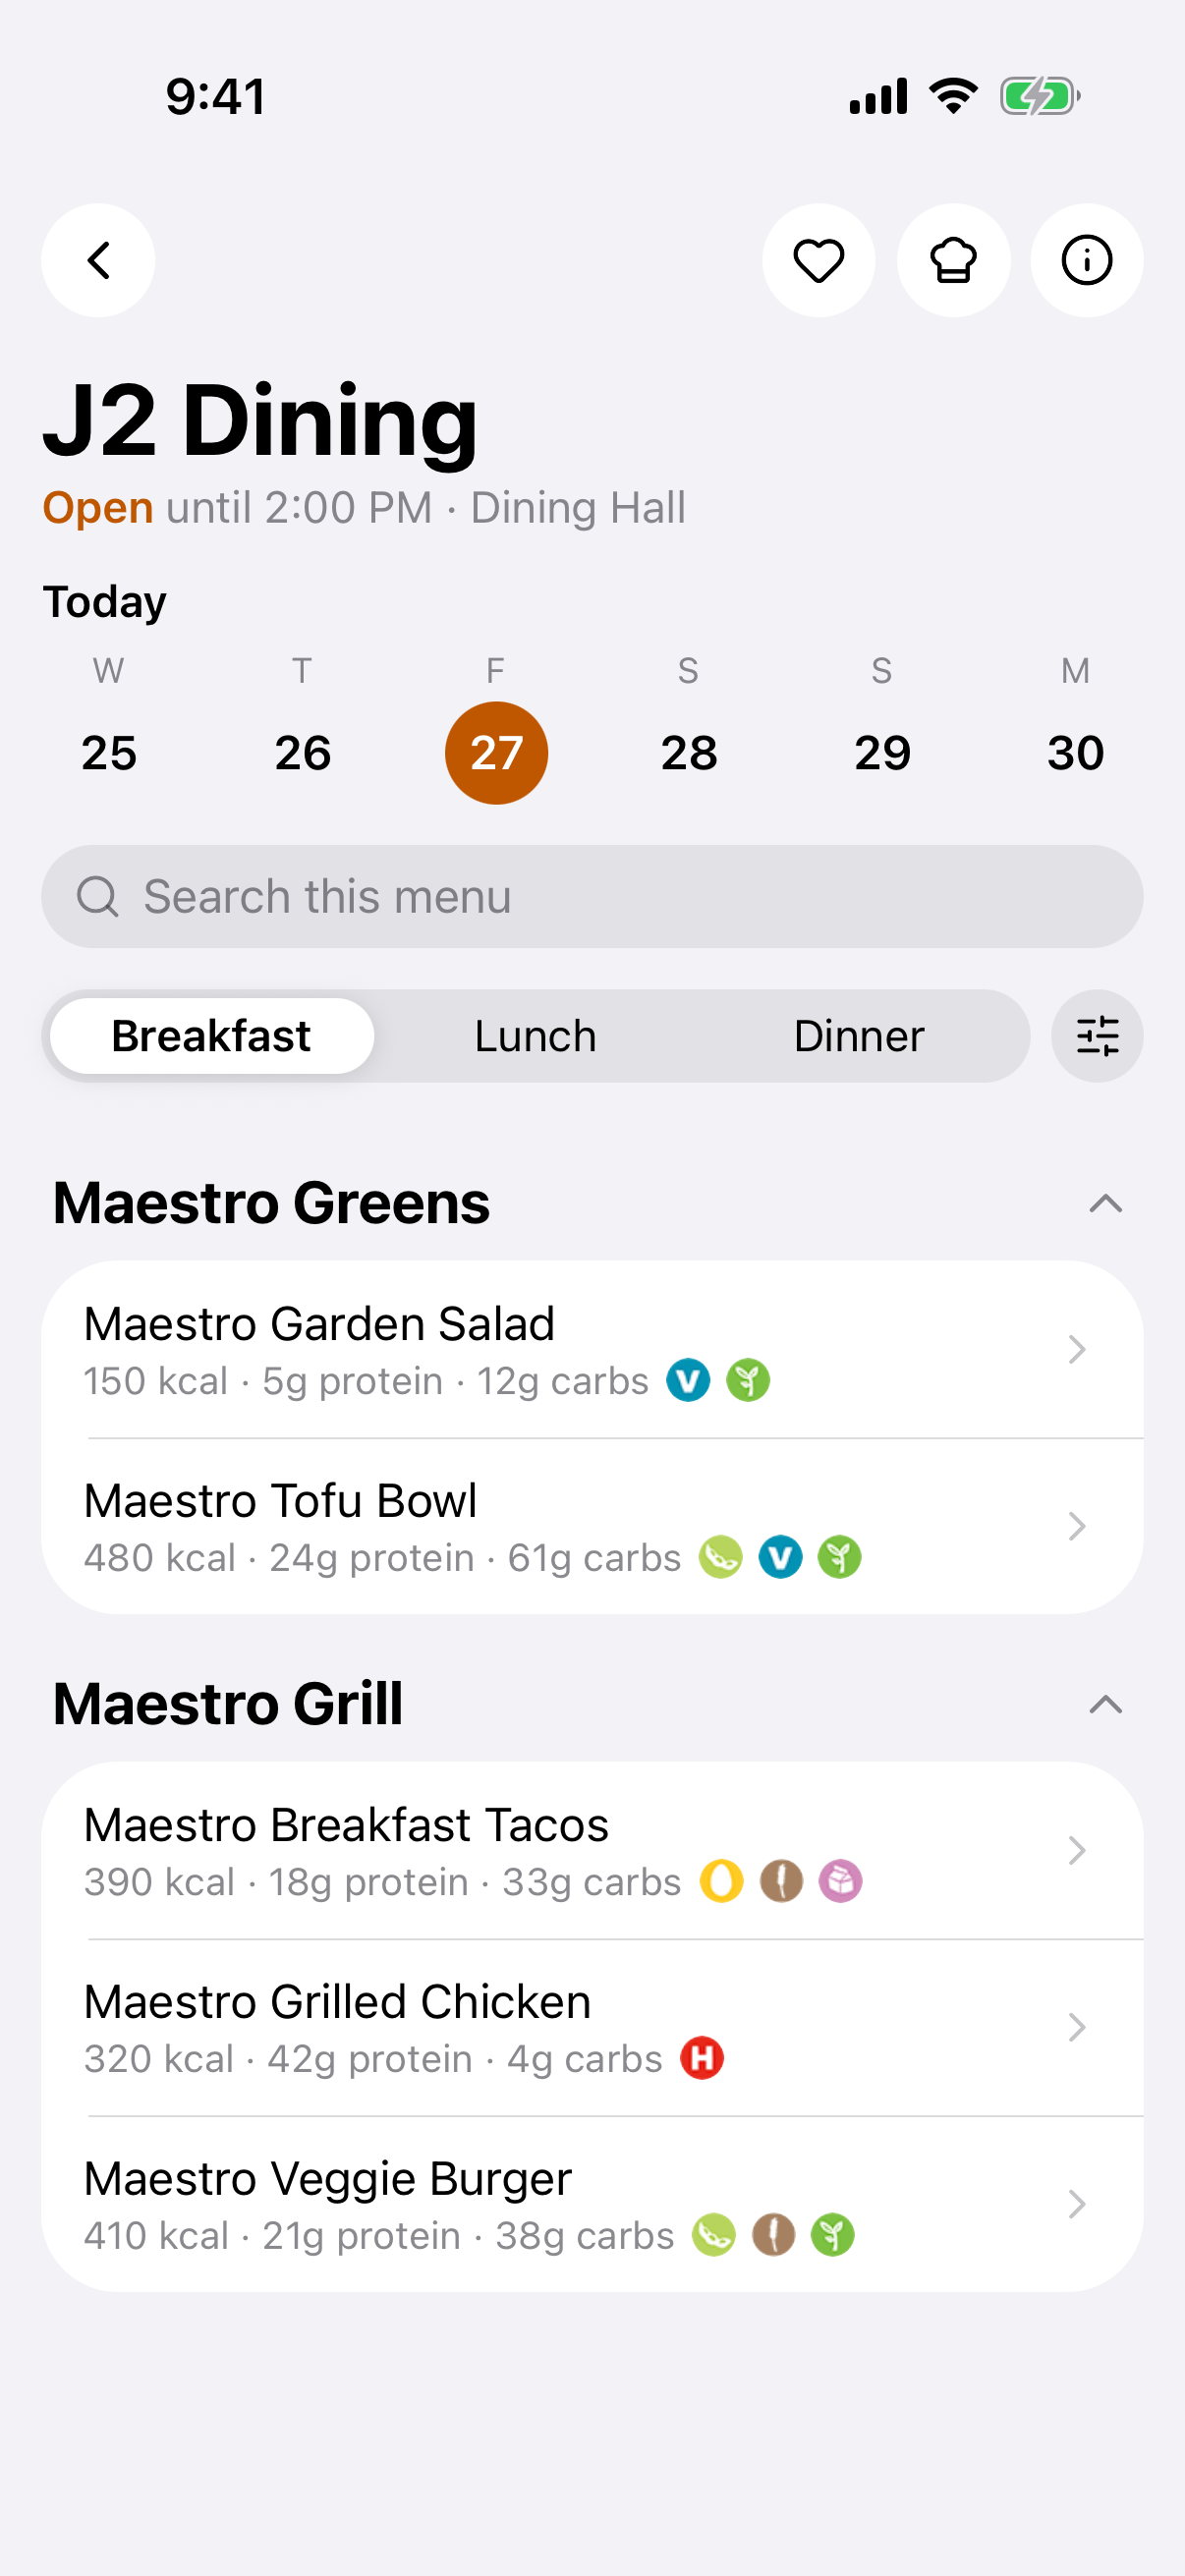 9:41
J2 Dining
Open until 2:00 PM · Dining Hall
Today
W T F S S M
25 26 27 28 29 30
Search this menu
Breakfast Lunch Dinner
Maestro Greens
Maestro Garden Salad
150 kcal · 5g protein · 12g carbs V
Maestro Tofu Bowl
480 kcal · 24g protein · 61g carbs V
Maestro Grill
Maestro Breakfast Tacos
390 kcal · 18g protein · 33g carbs
Maestro Grilled Chicken
320 kcal · 42g protein · 4g carbs H
Maestro Veggie Burger
410 kcal · 21g protein · 38g carbs